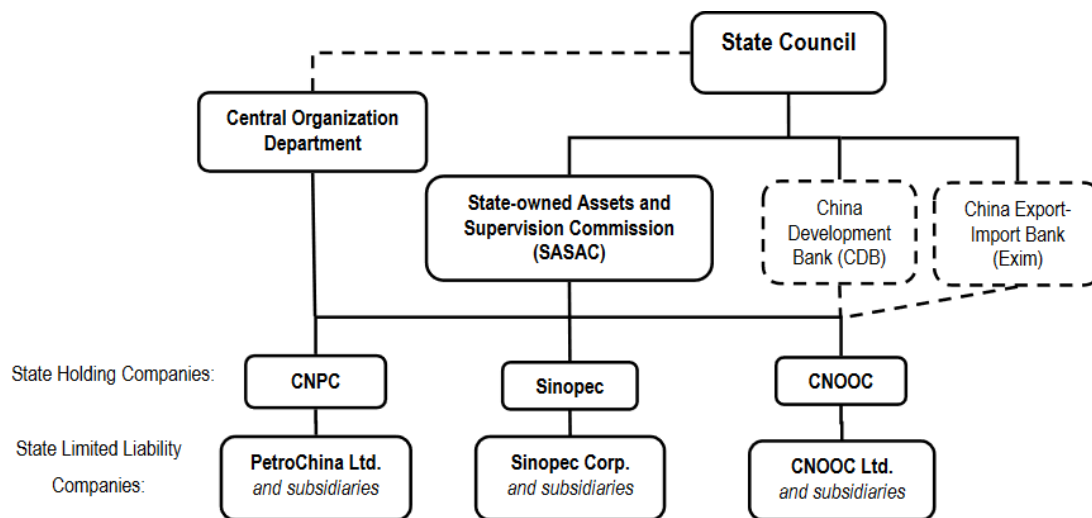 State Council
Central Organization
Department
State-owned Assets and
Supervision Commission
(SASAC)
China
Development
Bank (CDB)
China Export-
Import Bank
(Exim)
State Holding Companies:
CNPC
Sinopec
CNOOC
State Limited Liability
Companies:
PetroChina Ltd.
and subsidiaries
Sinopec Corp.
and subsidiaries
CNOOC Ltd.
and subsidiaries